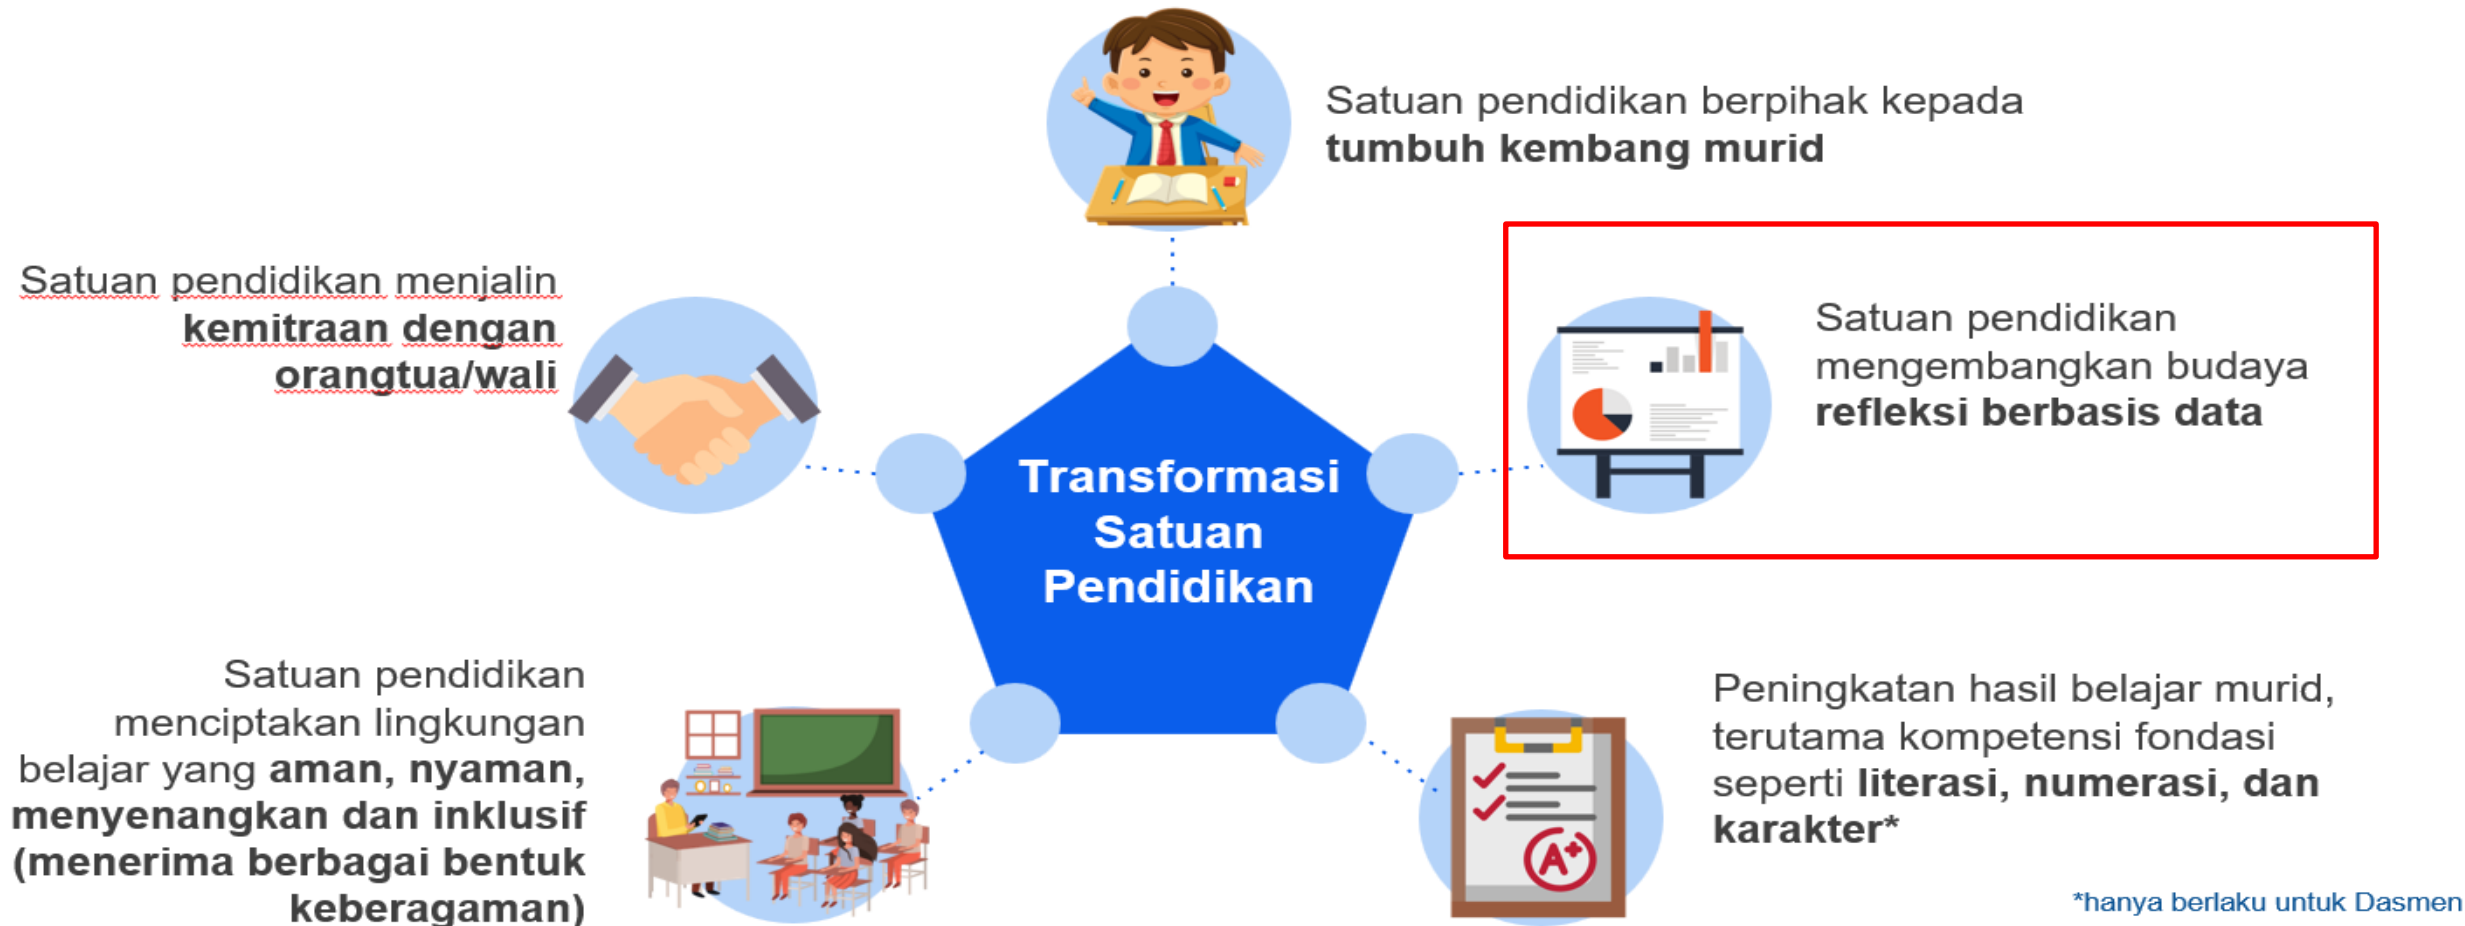 Satuan pendidikan berpihak kepada
tumbuh kembang murid
Satuan pendidikan menjalin
kemitraan dengan
orangtua/wali
Satuan pendidikan
mengembangkan budaya
refleksi berbasis data
Transformasi
Satuan
Pendidikan
Satuan pendidikan
menciptakan lingkungan
belajar yang aman, nyaman,
menyenangkan dan inklusif
(menerima berbagai bentuk
keberagaman)
A+
Peningkatan hasil belajar murid,
terutama kompetensi fondasi
seperti literasi, numerasi, dan
karakter*
*hanya berlaku untuk Dasmen